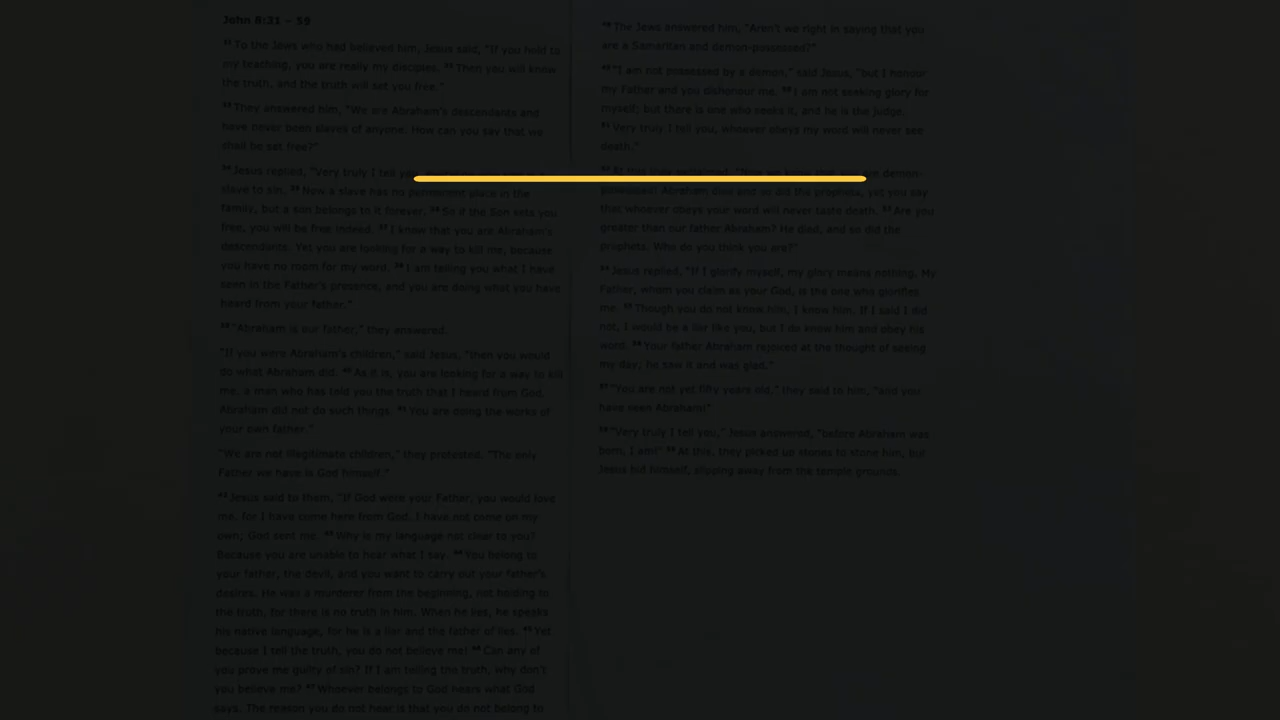 John 8:31 - 59
31 To the Jews who had believed him, Jesus said, "If you hold to
my teaching, you are really my disciples. 32 Then you will know
the truth, and the truth will set you free."
33 They answered him, "We are Abraham's descendants and
have never been slaves of anyone. How can you say that we
shall be set free?"
34 Jesus replied, "Very truly I tell you,
slave to sin. 35 Now a slave has no permanent place in the
family, but a son belongs to it forever. 36 So if the Son sets you
free, you will be free indeed. 37 I know that you are Abraham's
descendants. Yet you are looking for a way to kill me, because
you have no room for my word. 38 I am telling you what I have
seen in the Father's presence, and you are doing what you have
heard from your father."
39 "Abraham is our father," they answered.
"If you were Abraham's children," said Jesus, "then you would
do what Abraham did. 40 As it is, you are looking for a way to kill
me, a man who has told you the truth that I heard from God.
Abraham did not do such things. 41 You are doing the works of
your own father."
"We are not illegitimate children," they protested. "The only
Father we have is God himself."
42 Jesus said to them, "If God were your Father, you would love
me, for I have come here from God. I have not come on my
own; God sent me. 43 Why is my language not clear to you?
Because you are unable to hear what I say. 44 You belong to
your father, the devil, and you want to carry out your father's
desires. He was a murderer from the beginning, not holding to
the truth, for there is no truth in him. When he lies, he speaks
his native language, for he is a liar and the father of lies. 45 Yet
because I tell the truth, you do not believe me! 46 Can any of
you prove me guilty of sin? If I am telling the truth, why don't
you believe me? 47 Whoever belongs to God hears what God
says. The reason you do not hear is that you do not belong to
48 The Jews answered him, "Aren't we right in saying that you
are a Samaritan and demon-possessed?"
49 "I am not possessed by a demon," said Jesus, "but I honour
my Father and you dishonour me. 50 I am not seeking glory for
myself; but there is one who seeks it, and he is the judge.
51 Very truly I tell you, whoever obeys my word will never see
death."
52 At this they exclaimed, "Now we know that you are demon-
possessed! Abraham died and so did the prophets, yet you say
that whoever obeys your word will never taste death. 53 Are you
greater than our father Abraham? He died, and so did the
prophets. Who do you think you are?"
54 Jesus replied, "If I glorify myself, my glory means nothing. My
Father, whom you claim as your God, is the one who glorifies
me. 55 Though you do not know him, I know him. If I said I did
not, I would be a liar like you, but I do know him and obey his
word. 56 Your father Abraham rejoiced at the thought of seeing
my day; he saw it and was glad."
57 "You are not yet fifty years old," they said to him, "and you
have seen Abraham!"
58 "Very truly I tell you," Jesus answered, "before Abraham was
born, I am!" 59 At this, they picked up stones to stone him, but
Jesus hid himself, slipping away from the temple grounds.